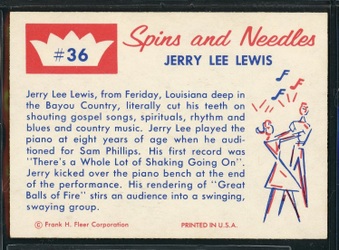 #36
Spins and Needles
JERRY LEE LEWIS
Jerry Lee Lewis, from Feriday, Louisiana deep in
the Bayou Country, literally cut his teeth on
shouting gospel songs, spirituals, rhythm and
blues and country music. Jerry Lee played the
piano at eight years of age when he au-
ditioned for Sam Phillips. His first record was
"There's a Whole Lot of Shaking Going On".
Jerry kicked over the piano bench at the end
of the performance. His rendering of "Great
Balls of Fire" stirs an audience into a swinging,
swaying group.
© Frank H. Fleer Corporation
PRINTED IN U.S.A.